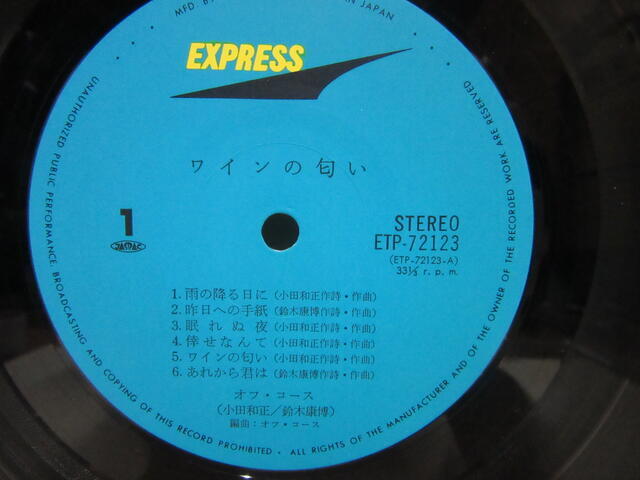 MFD. BY
JAPAN
EXPRESS
ワインの匂い
1
JASRAC
STEREO
ETP-72123
(ETP-72123-A)
33⅓ r. p. m.
1. 雨の降る日に (小田和正作詩・作曲)
2. 昨日への手紙 (鈴木康博作詩・作曲)
3. 眠れぬ夜 (小田和正作詩・作曲)
4. 倖せなんて (小田和正作詩・作曲)
5. ワインの匂い (小田和正作詩・作曲)
6. あれから君は (鈴木康博作詩・作曲)
オフ・コース
(小田和正/鈴木康博)
編曲:オフ・コース
UNAUTHORIZED PUBLIC PERFORMANCE, BROADCASTING AND COPYING OF THIS RECORD PROHIBITED • ALL RIGHTS OF THE MANUFACTURER AND OF THE OWNER OF THE RECORDED WORK ARE RESERVED